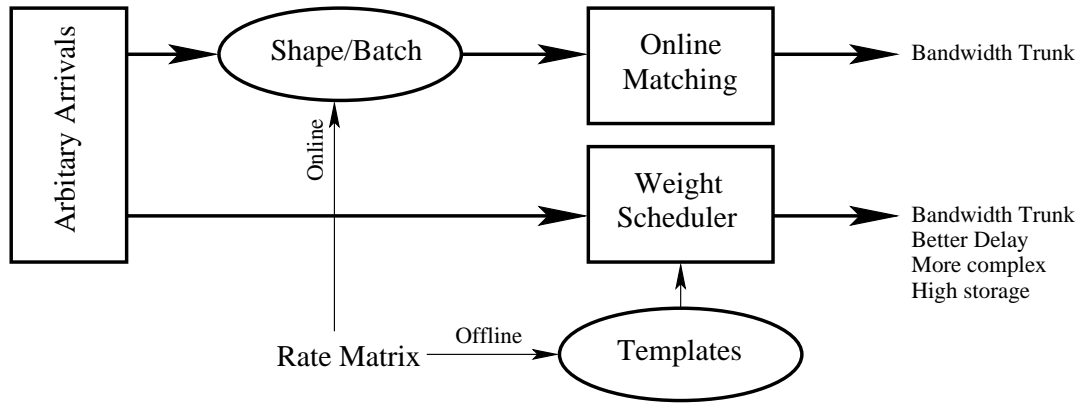 Arbitary Arrivals
Shape/Batch
Online
Matching
Bandwidth Trunk
Online
Weight
Scheduler
Bandwidth Trunk
Better Delay
More complex
High storage
Rate Matrix
Offline
Templates